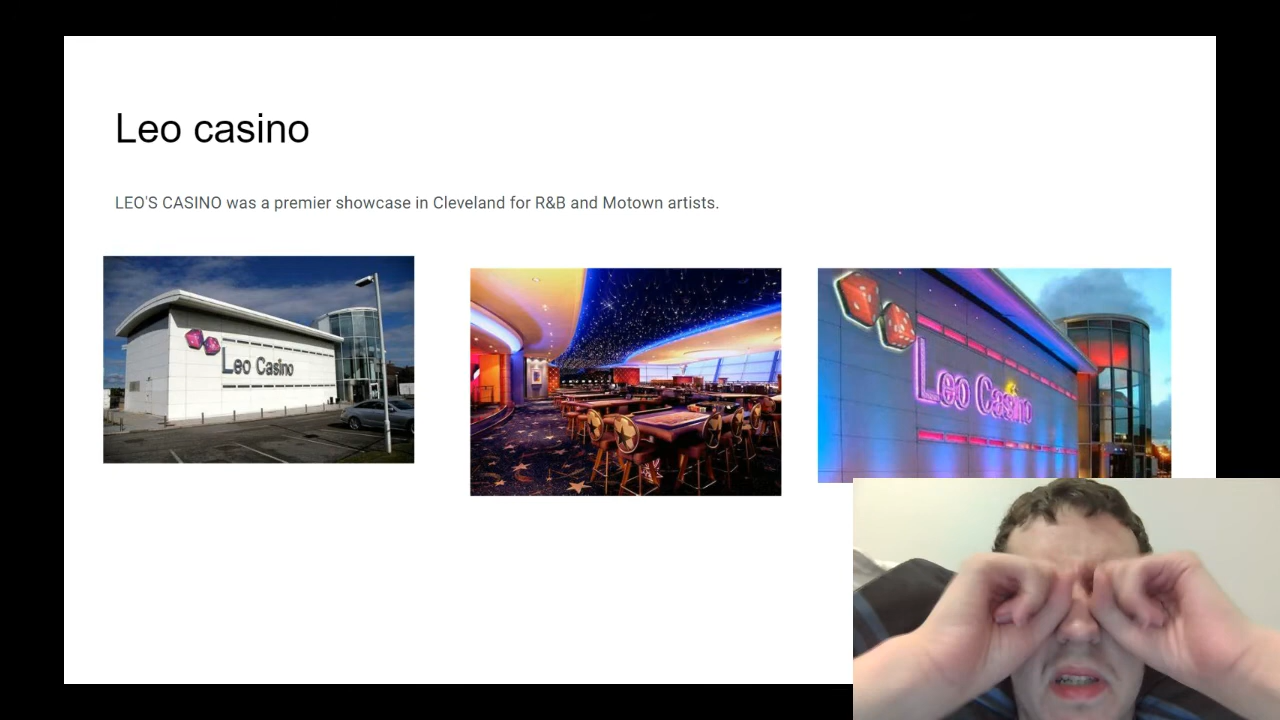 Leo casino
LEO'S CASINO was a premier showcase in Cleveland for R&B and Motown artists.
Leo Casino
Leo Casino